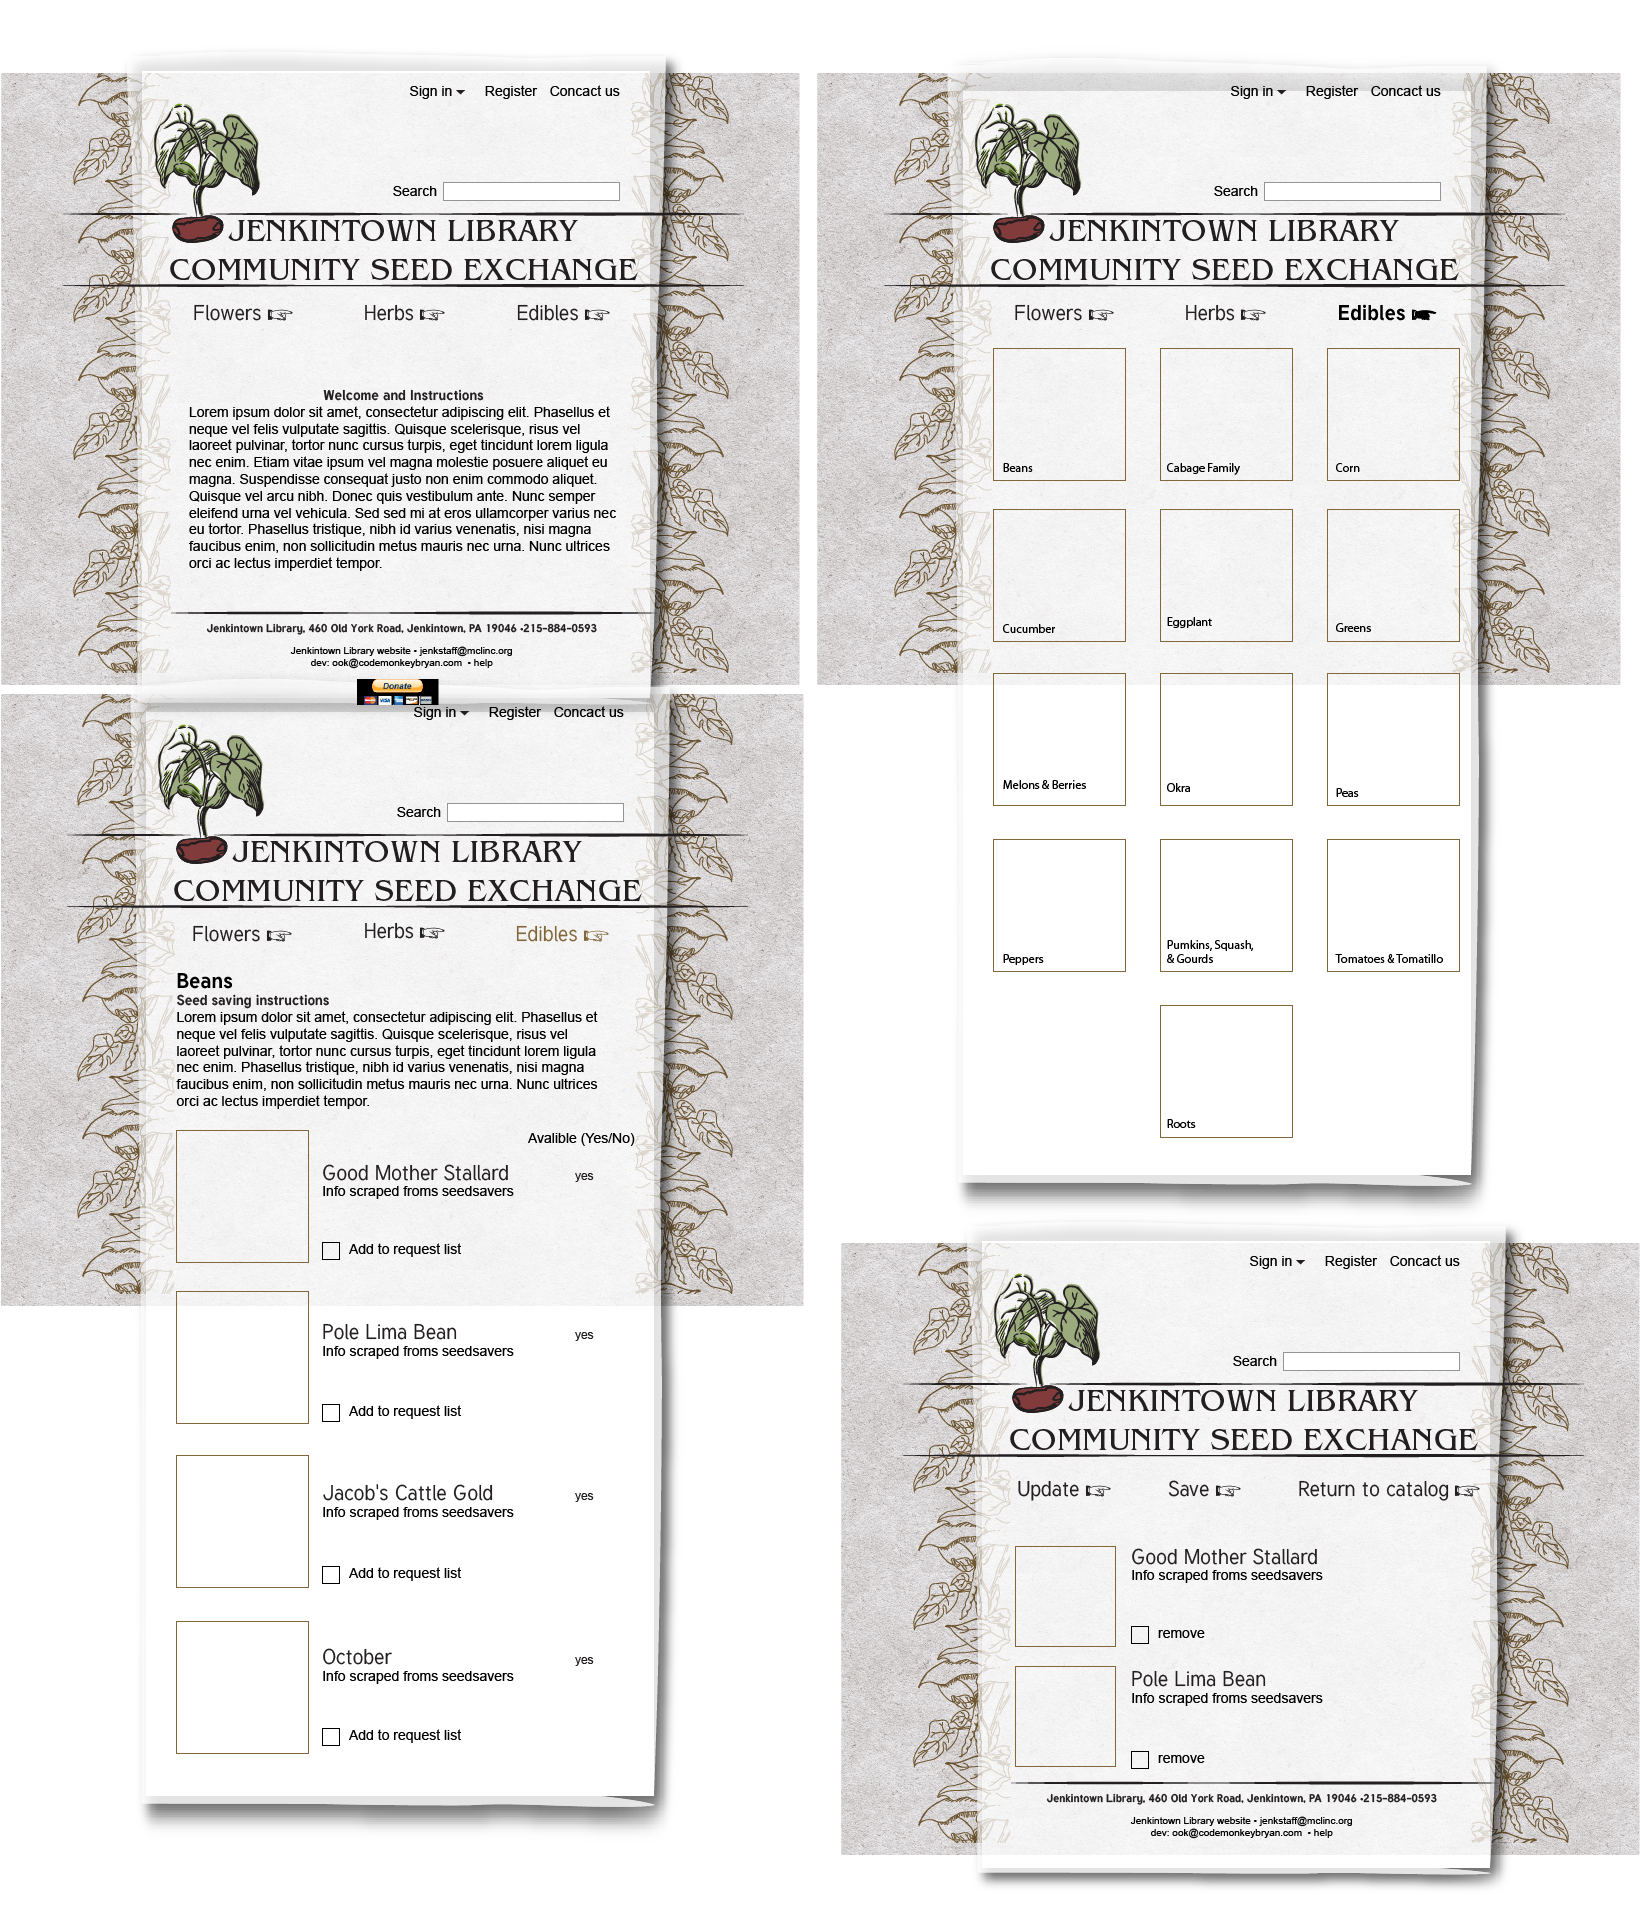 Sign in Register Concact us
Search
JENKINTOWN LIBRARY
COMMUNITY SEED EXCHANGE
Flowers Herbs Edibles
Welcome and Instructions
Lorem ipsum dolor sit amet, consectetur adipiscing elit. Phasellus et
neque vel felis vulputate sagittis. Quisque scelerisque, risus vel
laoreet pulvinar, tortor nunc cursus turpis, eget tincidunt lorem ligula
nec enim. Etiam vitae ipsum vel magna molestie posuere aliquet eu
magna. Suspendisse consequat justo non enim commodo aliquet.
Quisque vel arcu nibh. Donec quis vestibulum ante. Nunc semper
eleifend urna vel vehicula. Sed sed mi at eros ullamcorper varius nec
eu tortor. Phasellus tristique, nibh id varius venenatis, nisi magna
faucibus enim, non sollicitudin metus mauris nec urna. Nunc ultrices
orci ac lectus imperdiet tempor.
Jenkintown Library, 460 Old York Road, Jenkintown, PA 19046 •215-884-0593
Jenkintown Library website • jenkstaff@mclinc.org
dev: ook@codemonkeybryan.com • help
Donate
VISA
Sign in Register Concact us
Search
JENKINTOWN LIBRARY
COMMUNITY SEED EXCHANGE
Flowers Herbs Edibles
Beans Cabage Family Corn
Cucumber Eggplant Greens
Melons & Berries Okra Peas
Peppers Pumkins, Squash,
& Gourds Tomatoes & Tomatillo
Roots
Sign in Register Concact us
Search
JENKINTOWN LIBRARY
COMMUNITY SEED EXCHANGE
Flowers Herbs Edibles
Beans
Seed saving instructions
Lorem ipsum dolor sit amet, consectetur adipiscing elit. Phasellus et
neque vel felis vulputate sagittis. Quisque scelerisque, risus vel
laoreet pulvinar, tortor nunc cursus turpis, eget tincidunt lorem ligula
nec enim. Phasellus tristique, nibh id varius venenatis, nisi magna
faucibus enim, non sollicitudin metus mauris nec urna. Nunc ultrices
orci ac lectus imperdiet tempor.
Avalible (Yes/No)
Good Mother Stallard yes
Info scraped froms seedsavers
Add to request list
Pole Lima Bean yes
Info scraped froms seedsavers
Add to request list
Jacob's Cattle Gold yes
Info scraped froms seedsavers
Add to request list
October yes
Info scraped froms seedsavers
Add to request list
Sign in Register Concact us
Search
JENKINTOWN LIBRARY
COMMUNITY SEED EXCHANGE
Update Save Return to catalog
Good Mother Stallard
Info scraped froms seedsavers
remove
Pole Lima Bean
Info scraped froms seedsavers
remove
Jenkintown Library, 460 Old York Road, Jenkintown, PA 19046 •215-884-0593
Jenkintown Library website • jenkstaff@mclinc.org
dev: ook@codemonkeybryan.com • help